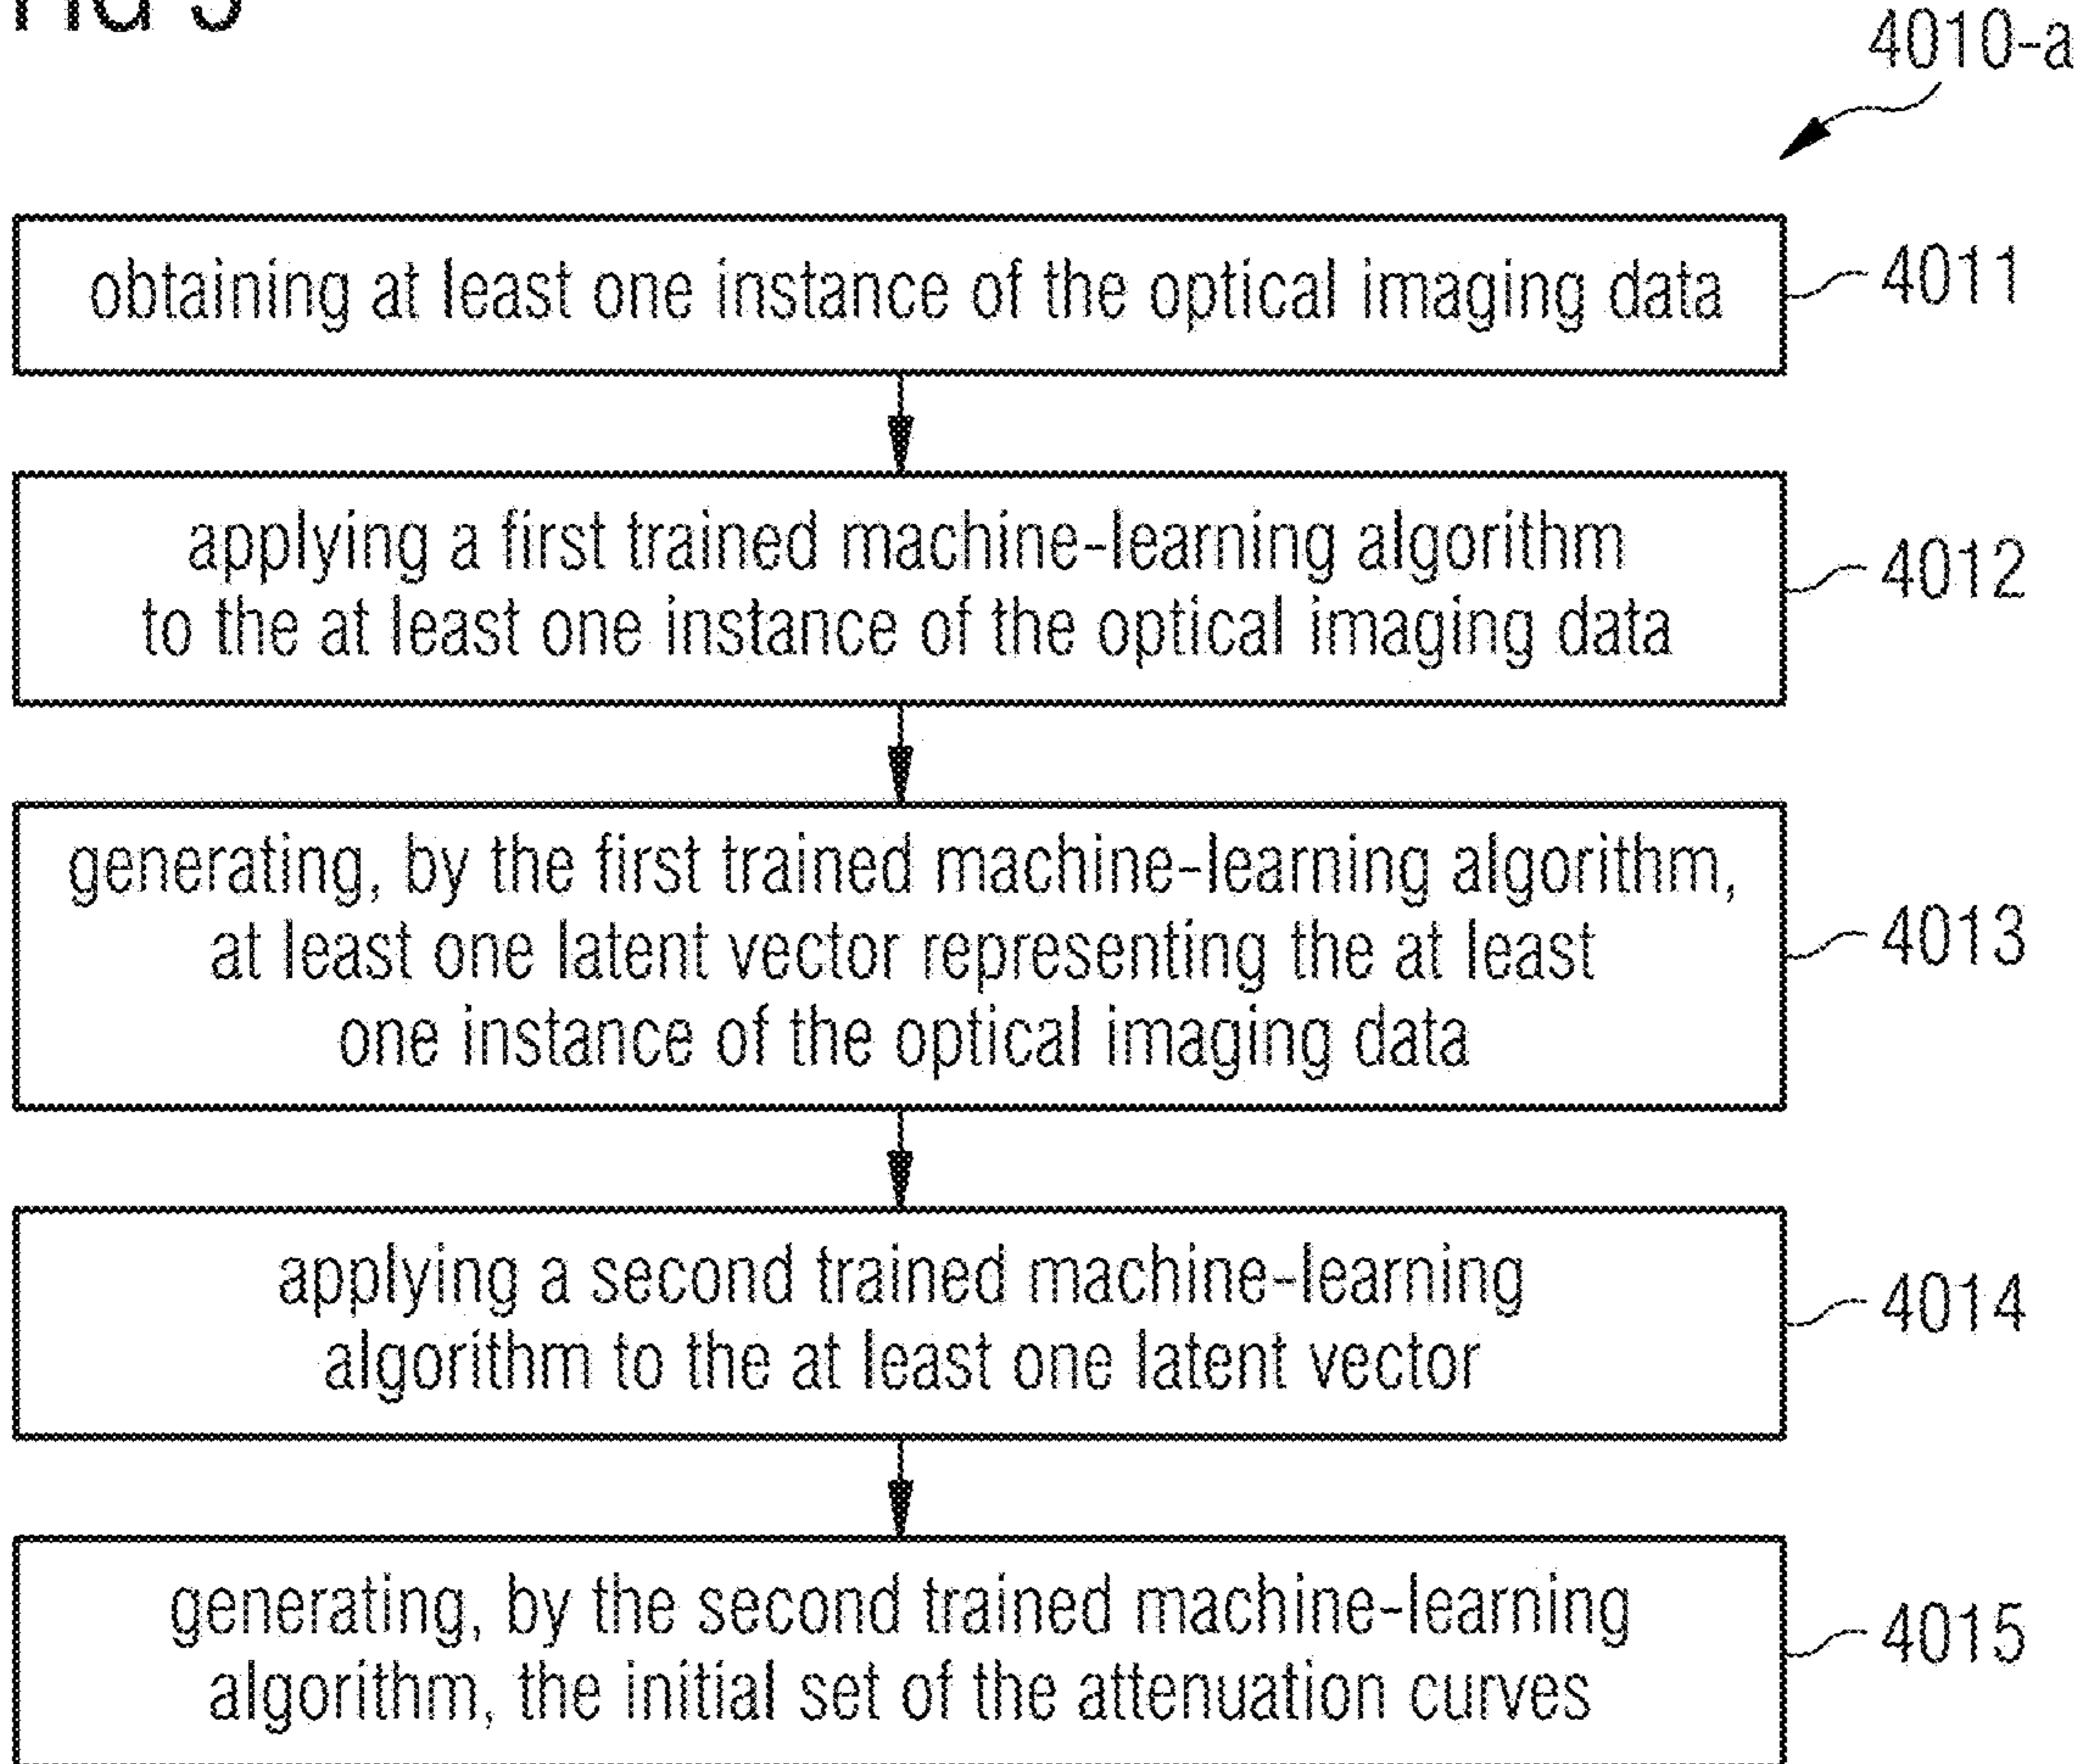 4010-a
obtaining at least one instance of the optical imaging data
4011
applying a first trained machine-learning algorithm
to the at least one instance of the optical imaging data
4012
generating, by the first trained machine-learning algorithm,
at least one latent vector representing the at least
one instance of the optical imaging data
4013
applying a second trained machine-learning
algorithm to the at least one latent vector
4014
generating, by the second trained machine-learning
algorithm, the initial set of the attenuation curves
4015